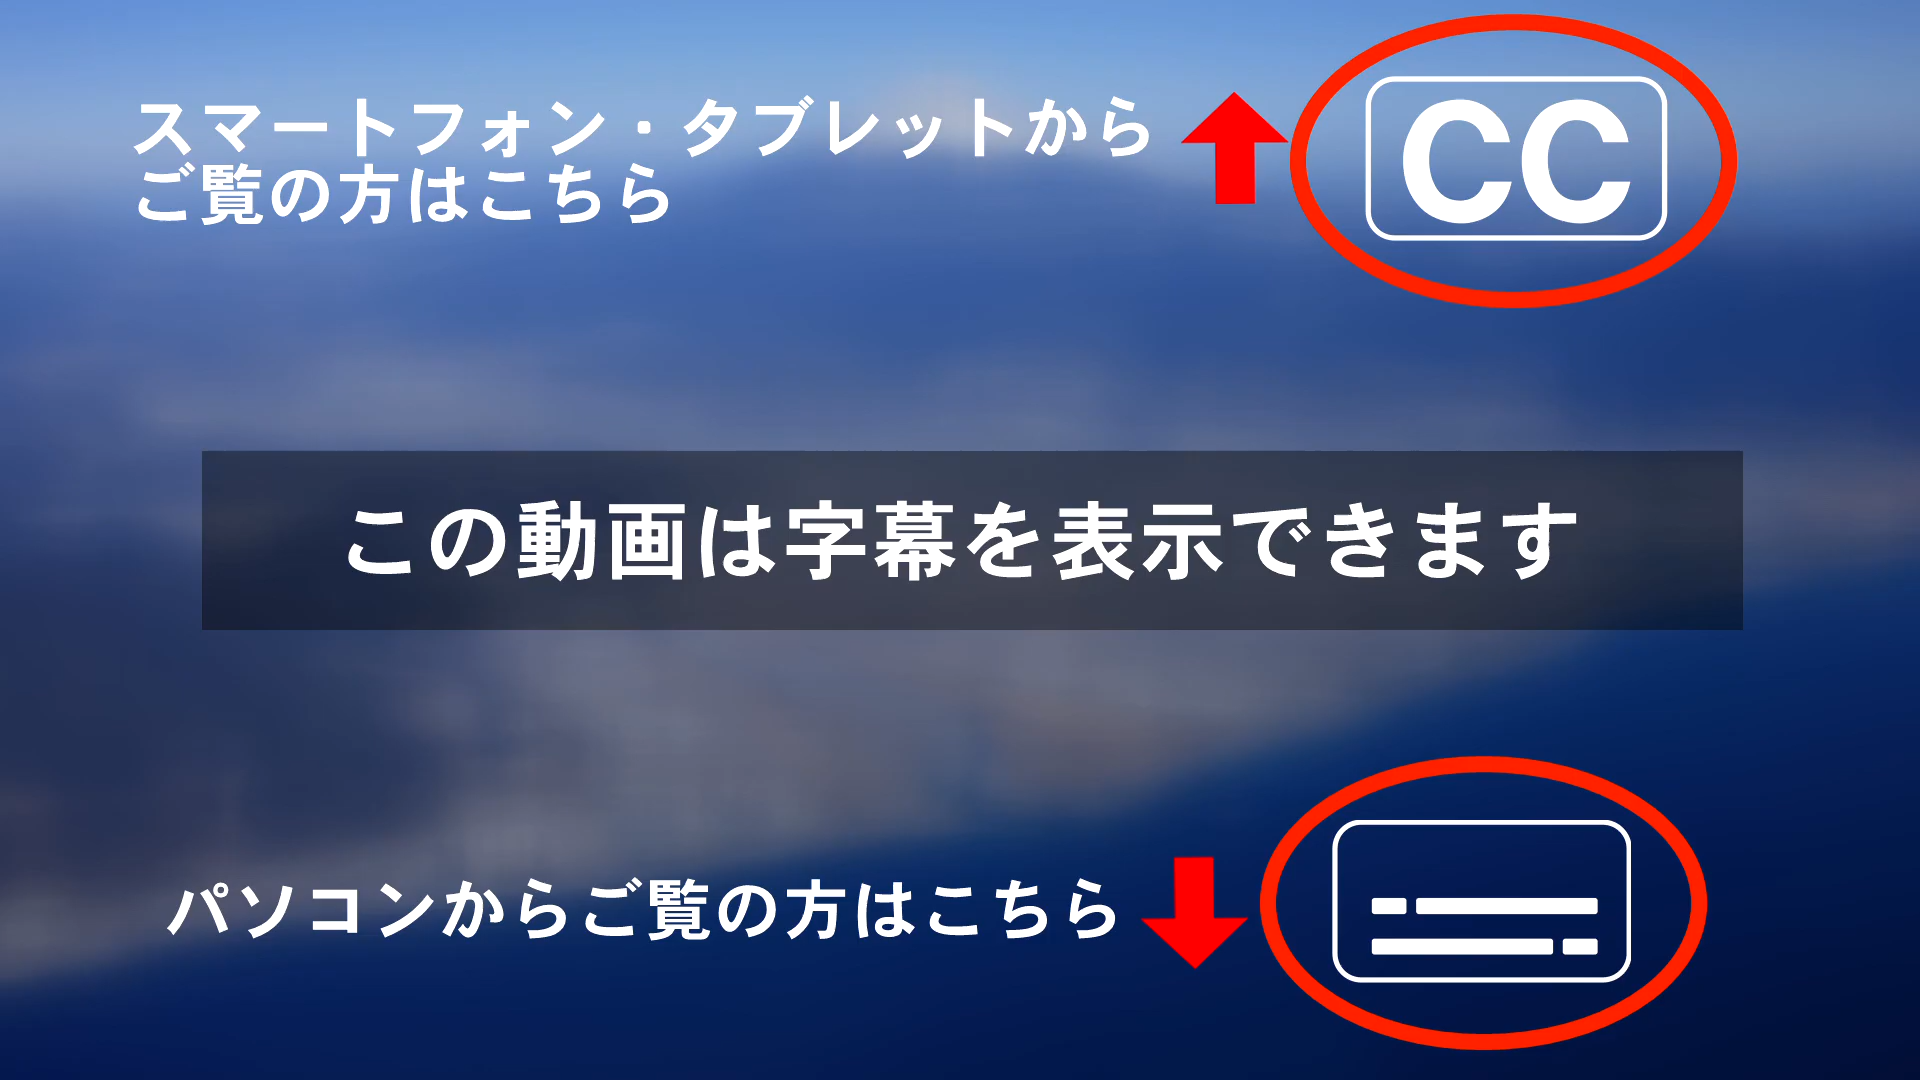 スマートフォン・タブレットから
ご覧の方はこちら
CC
この動画は字幕を表示できます
パソコンからご覧の方はこちら